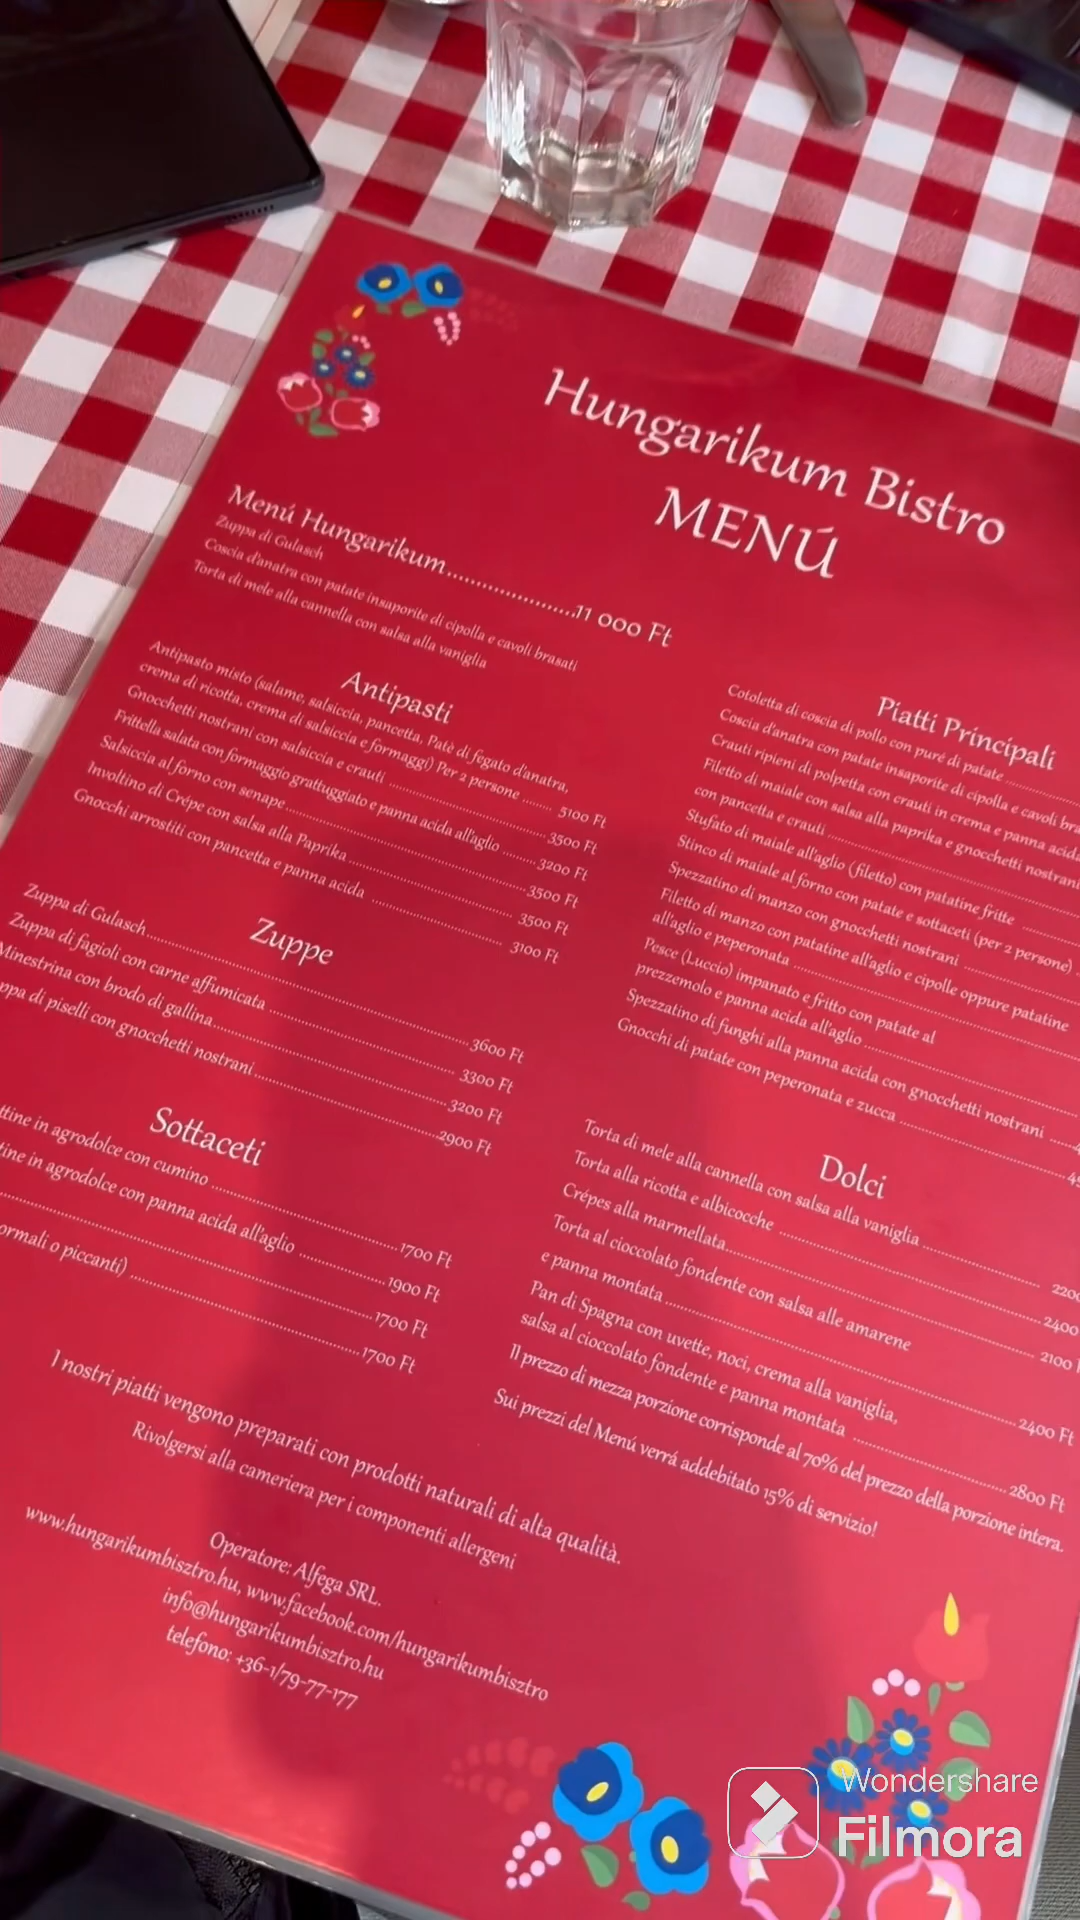 Hungarikum Bistro
MENÚ
Menú Hungarikum......................11 000 Ft
Zuppa di Gulasch
Coscia d'anatra con patate insaporite di cipolla e cavoli brasati
Torta di mele alla cannella con salsa alla vaniglia
Antipasti
Antipasto misto (salame, salsiccia, pancetta, Patè di fegato d'anatra,
crema di ricotta, crema di salsiccia e formaggi) Per 2 persone ........ 5100 Ft
Gnocchetti nostrani con salsiccia e crauti ........ 3500 Ft
Frittella salata con formaggio grattuggiato e panna acida all'aglio ........ 3200 Ft
Salsiccia al forno con senape ........ 3500 Ft
Involtino di Crépe con salsa alla Paprika ........ 3500 Ft
Gnocchi arrostiti con pancetta e panna acida ........ 3100 Ft
Zuppe
Zuppa di Gulasch ........ 3600 Ft
Zuppa di fagioli con carne affumicata ........ 3300 Ft
Minestrina con brodo di gallina ........ 3200 Ft
ppa di piselli con gnocchetti nostrani ........ 2900 Ft
Sottaceti
ttine in agrodolce con cumino ........ 1700 Ft
tine in agrodolce con panna acida all'aglio ........ 1900 Ft
........ 1700 Ft
ormali o piccanti) ........ 1700 Ft
Piatti Principali
Cotoletta di coscia di pollo con puré di patate ........
Coscia d'anatra con patate insaporite di cipolla e cavoli bra
Crauti ripieni di polpetta con crauti in crema e panna acida
Filetto di maiale con salsa alla paprika e gnocchetti nostrani
con pancetta e crauti ........
Stufato di maiale all'aglio (filetto) con patatine fritte ........
Stinco di maiale al forno con patate e sottaceti (per 2 persone)
Spezzatino di manzo con gnocchetti nostrani ........
Filetto di manzo con patatine all'aglio e cipolle oppure patatine
all'aglio e peperonata ........
Pesce (Luccio) impanato e fritto con patate al
prezzemolo e panna acida all'aglio ........
Spezzatino di funghi alla panna acida con gnocchetti nostrani ........
Gnocchi di patate con peperonata e zucca ........
Dolci
Torta di mele alla cannella con salsa alla vaniglia ........ 2200
Torta alla ricotta e albicocche ........ 2400
Crépes alla marmellata ........ 2100
Torta al cioccolato fondente con salsa alle amarene
e panna montata ........ 2400 Ft
Pan di Spagna con uvette, noci, crema alla vaniglia,
salsa al cioccolato fondente e panna montata ........ 2800 Ft
Il prezzo di mezza porzione corrisponde al 70% del prezzo della porzione intera.
Sui prezzi del Menú verrá addebitato 15% di servizio!
I nostri piatti vengono preparati con prodotti naturali di alta qualità.
Rivolgersi alla cameriera per i componenti allergeni
Operatore: Alfega SRL.
www.hungarikumbisztro.hu, www.facebook.com/hungarikumbisztro
info@hungarikumbisztro.hu
telefono: +36-1/79-77-177
Wondershare
Filmora